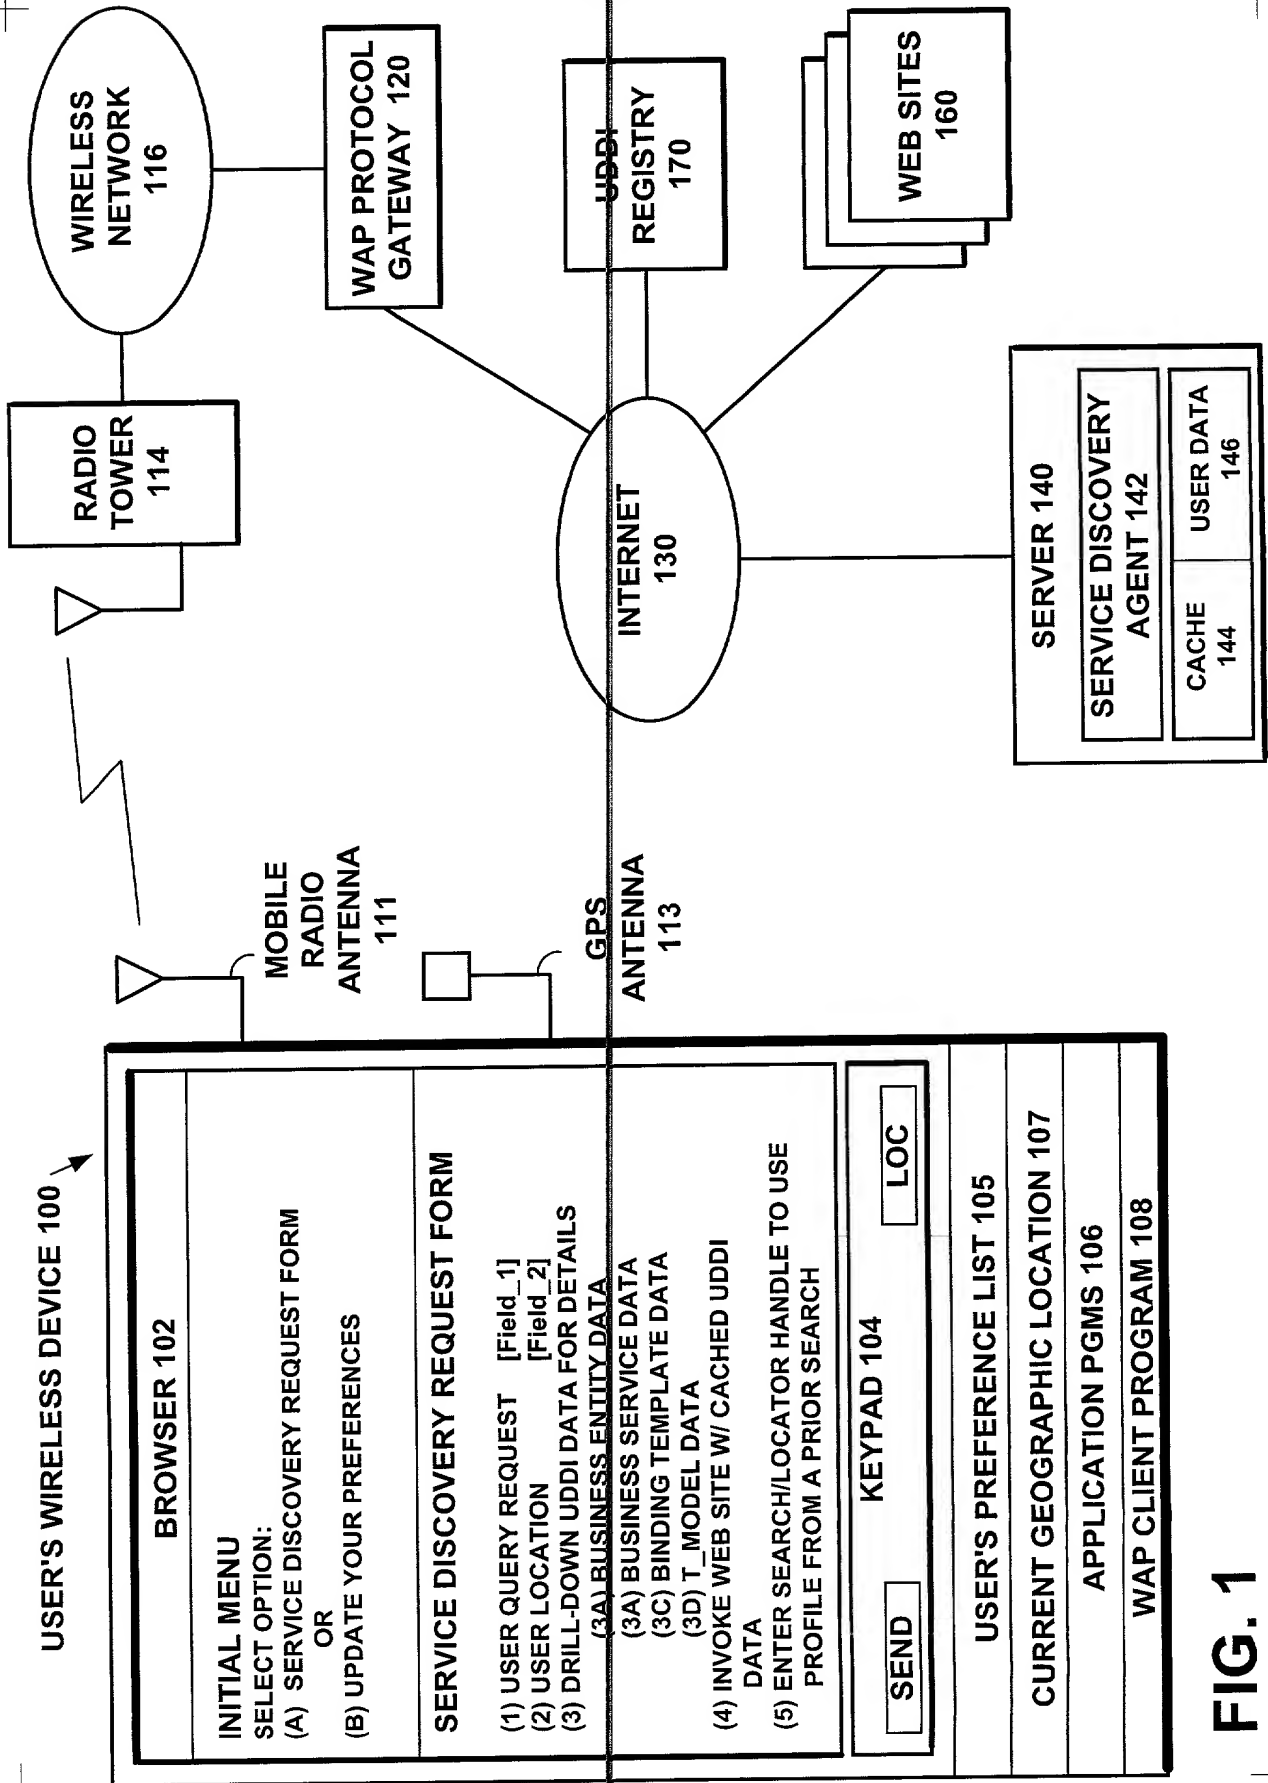 USER'S WIRELESS DEVICE 100
BROWSER 102
INITIAL MENU
SELECT OPTION:
(A) SERVICE DISCOVERY REQUEST FORM
OR
(B) UPDATE YOUR PREFERENCES
SERVICE DISCOVERY REQUEST FORM
(1) USER QUERY REQUEST [Field_1]
(2) USER LOCATION [Field_2]
(3) DRILL-DOWN UDDI DATA FOR DETAILS
(3A) BUSINESS ENTITY DATA
(3A) BUSINESS SERVICE DATA
(3C) BINDING TEMPLATE DATA
(3D) T_MODEL DATA
(4) INVOKE WEB SITE W/ CACHED UDDI
DATA
(5) ENTER SEARCH/LOCATOR HANDLE TO USE
PROFILE FROM A PRIOR SEARCH
KEYPAD 104
SEND
LOC
USER'S PREFERENCE LIST 105
CURRENT GEOGRAPHIC LOCATION 107
APPLICATION PGMS 106
WAP CLIENT PROGRAM 108
MOBILE
RADIO
ANTENNA
111
GPS
ANTENNA
113
RADIO
TOWER
114
WIRELESS
NETWORK
116
WAP PROTOCOL
GATEWAY 120
UDDI
REGISTRY
170
WEB SITES
160
INTERNET
130
SERVER 140
SERVICE DISCOVERY
AGENT 142
CACHE
144
USER DATA
146
FIG. 1